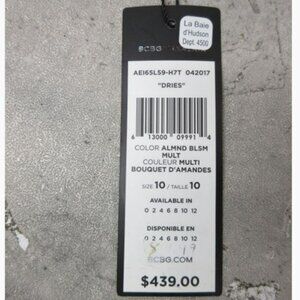 La Baie
d'Hudson
Dept. 4500
AEI65L59-H7T 042017
"DRIES"
6 13000 09991 4
COLOR ALMND BLSM
MULT
COULEUR MULTI
BOUQUET D'AMANDES
SIZE 10 / TAILLE 10
AVAILABLE IN
0 2 4 6 8 10 12
DISPONIBLE EN
0 2 4 6 8 10 12
BCBG.COM
$439.00